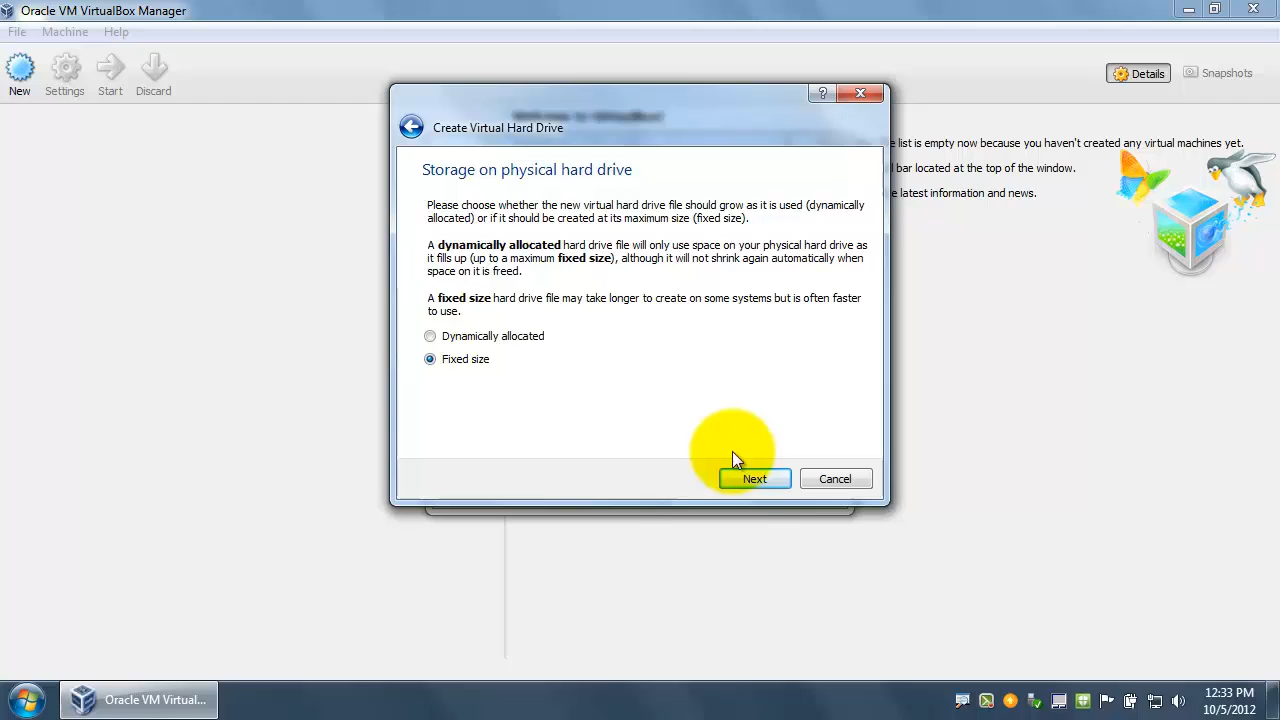 Oracle VM VirtualBox Manager
File Machine Help
New Settings Start Discard
Details Snapshots
Welcome to VirtualBox!
Create Virtual Hard Drive
list is empty now because you haven't created any virtual machines yet.
bar located at the top of the window.
latest information and news.
Storage on physical hard drive
Please choose whether the new virtual hard drive file should grow as it is used (dynamically
allocated) or if it should be created at its maximum size (fixed size).
A dynamically allocated hard drive file will only use space on your physical hard drive as
it fills up (up to a maximum fixed size), although it will not shrink again automatically when
space on it is freed.
A fixed size hard drive file may take longer to create on some systems but is often faster
to use.
Dynamically allocated
Fixed size
Next Cancel
Oracle VM Virtual...
12:33 PM
10/5/2012